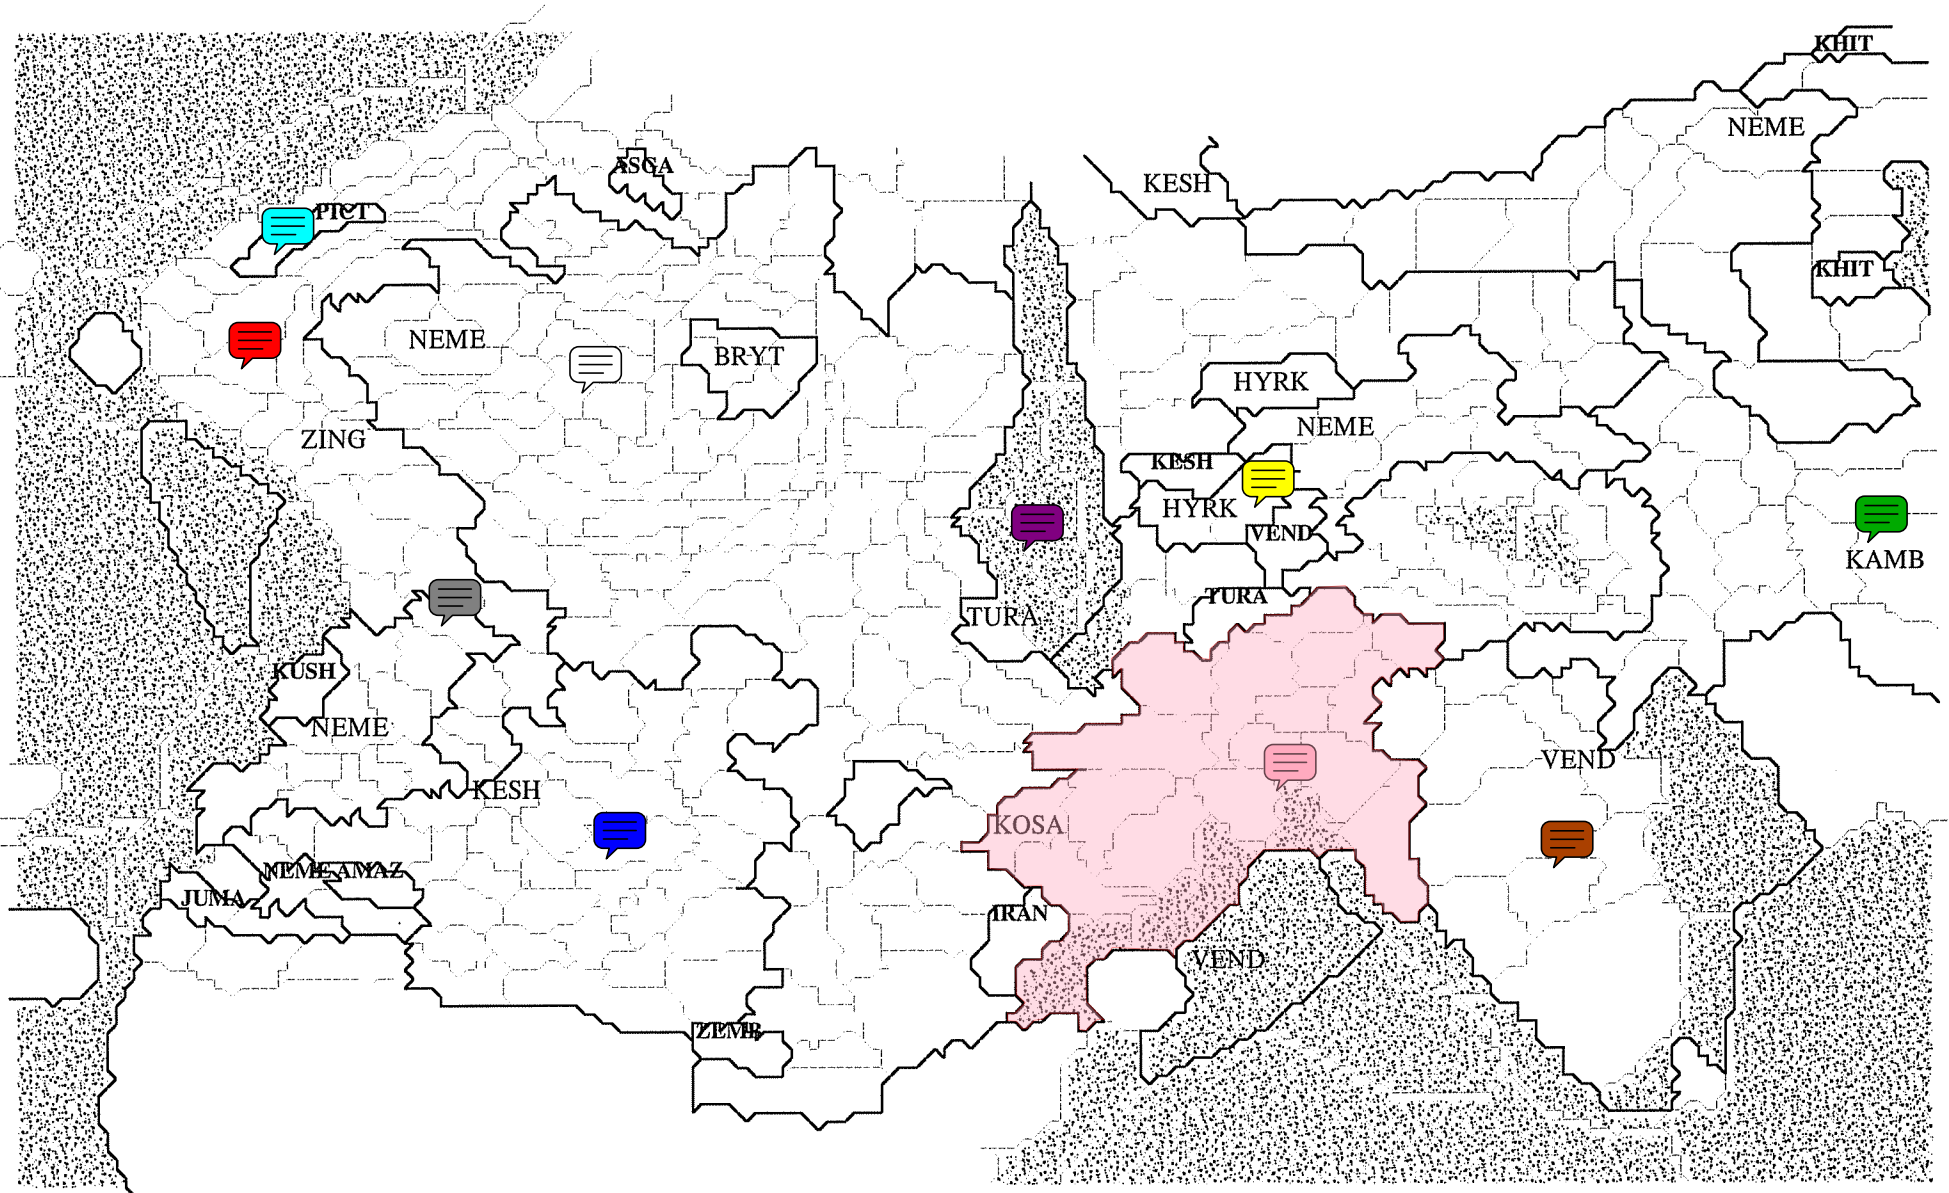 KHIT
NEME
ASGA
KESH
PICT
KHIT
NEME
BRYT
HYRK
NEME
ZING
KESH
HYRK
VEND
KAMB
TURA
TURA
KUSH
NEME
VEND
KESH
KOSA
NEME AMAZ
JUMA
IRAN
VEND
ZEMB